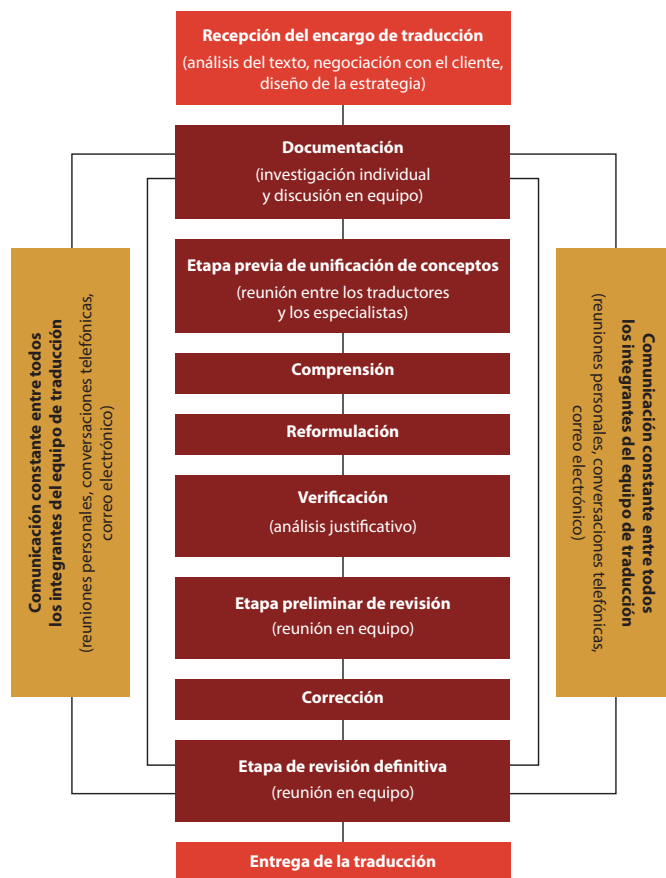 Recepción del encargo de traducción
(análisis del texto, negociación con el cliente,
diseño de la estrategia)
Documentación
(investigación individual
y discusión en equipo)
Etapa previa de unificación de conceptos
(reunión entre los traductores
y los especialistas)
Comprensión
Reformulación
Verificación
(análisis justificativo)
Etapa preliminar de revisión
(reunión en equipo)
Corrección
Etapa de revisión definitiva
(reunión en equipo)
Entrega de la traducción
Comunicación constante entre todos
los integrantes del equipo de traducción
(reuniones personales, conversaciones telefónicas,
correo electrónico)
Comunicación constante entre todos
los integrantes del equipo de traducción
(reuniones personales, conversaciones telefónicas,
correo electrónico)